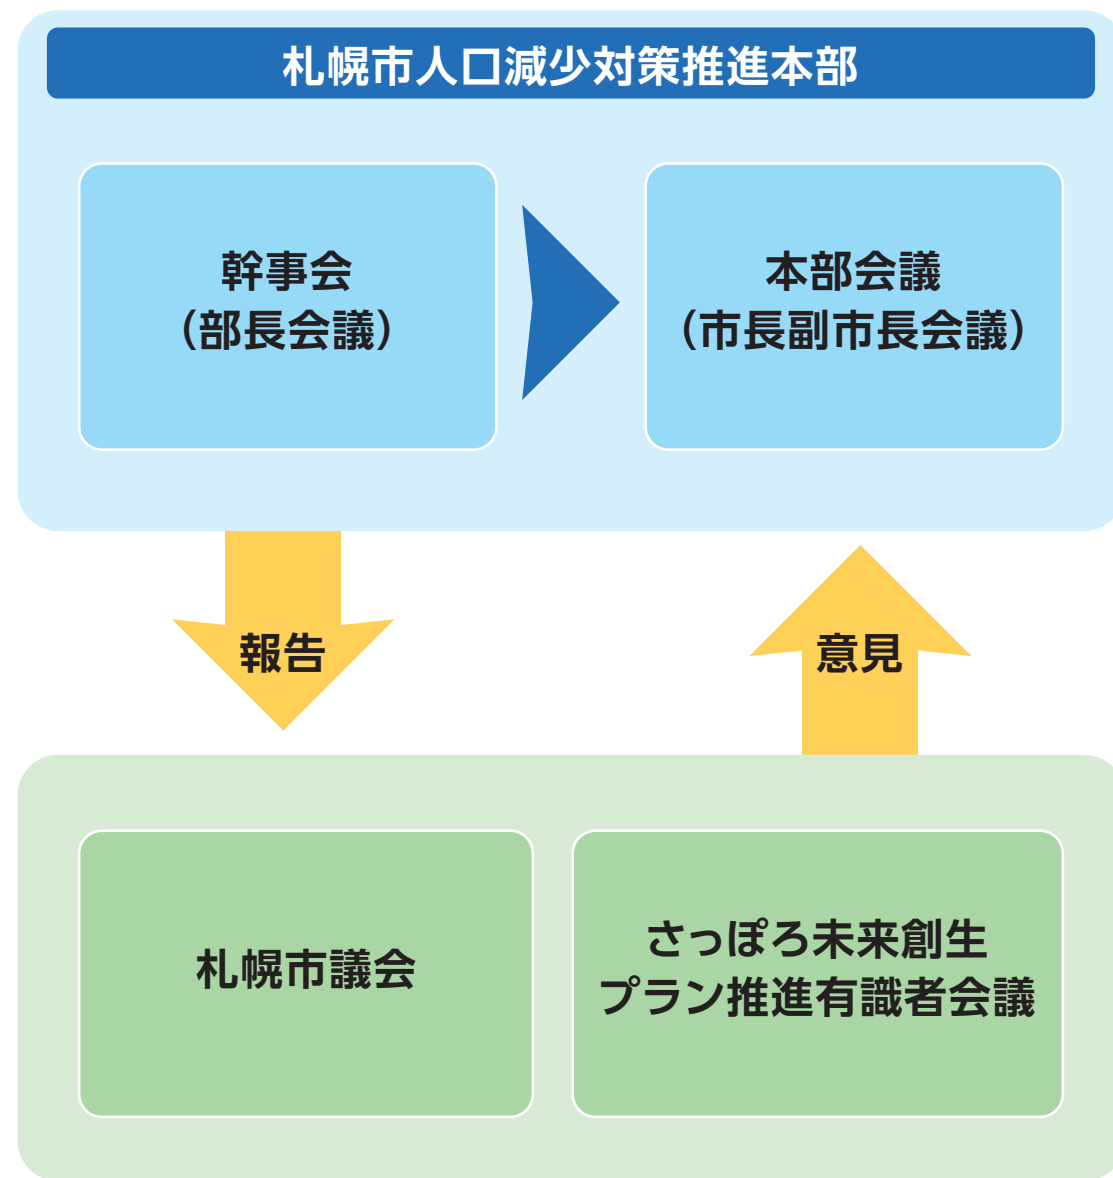 札幌市人口減少対策推進本部
幹事会
（部長会議）
本部会議
（市長副市長会議）
報告
意見
札幌市議会
さっぽろ未来創生
プラン推進有識者会議